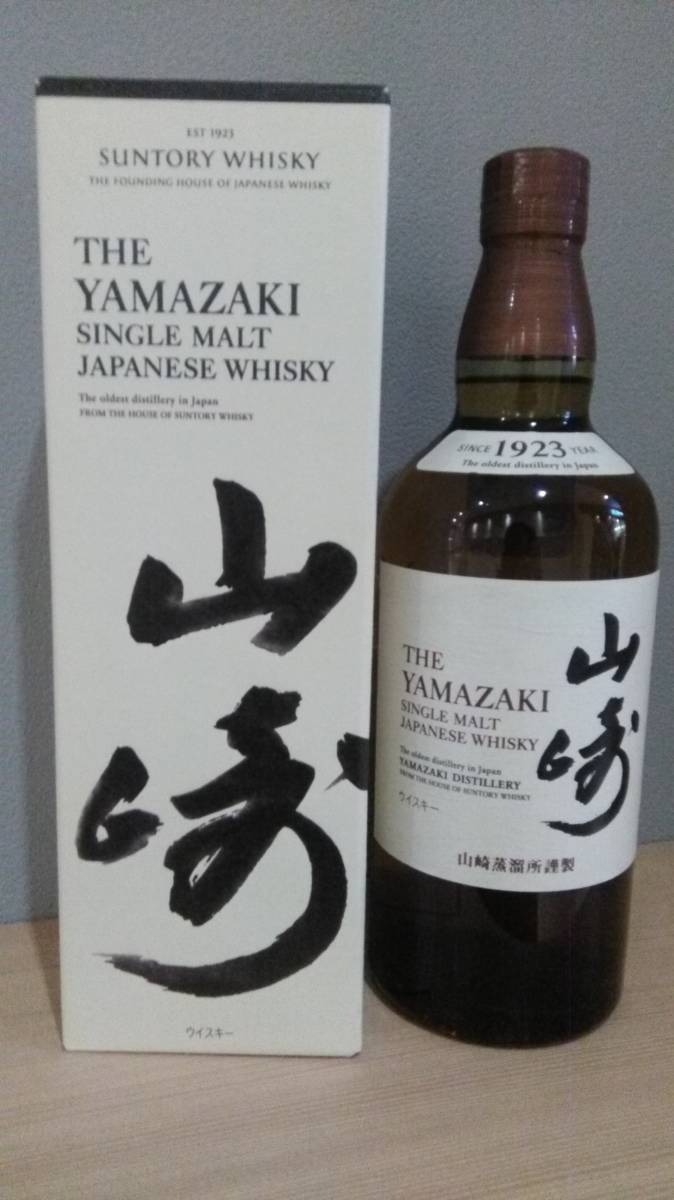 EST 1923
SUNTORY WHISKY
THE FOUNDING HOUSE OF JAPANESE WHISKY
THE
YAMAZAKI
SINGLE MALT
JAPANESE WHISKY
The oldest distillery in Japan
FROM THE HOUSE OF SUNTORY WHISKY
山崎
ウイスキー
SINCE 1923 YEAR
The oldest distillery in Japan
THE
YAMAZAKI
SINGLE MALT
JAPANESE WHISKY
The oldest distillery in Japan
YAMAZAKI DISTILLERY
FROM THE HOUSE OF SUNTORY WHISKY
ウイスキー
山崎
山崎蒸溜所謹製